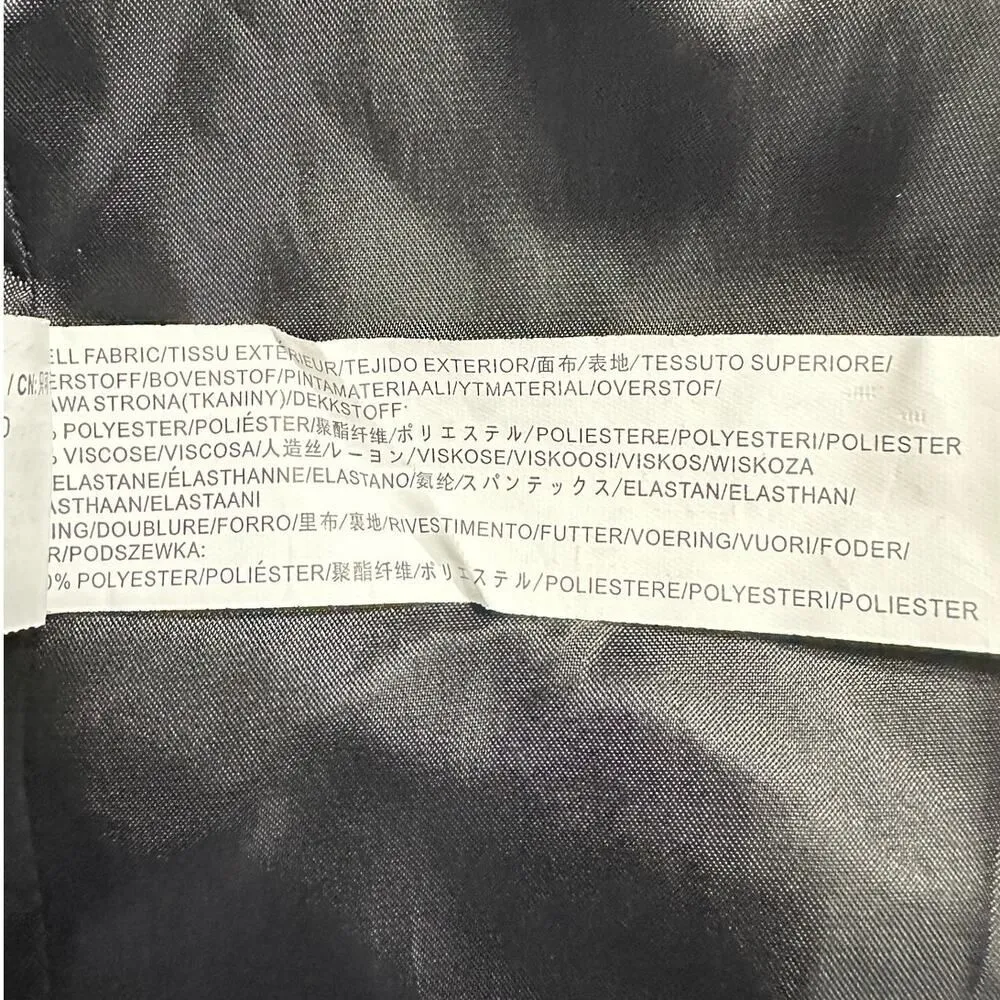 ELL FABRIC/TISSU EXTÉRIEUR/TEJIDO EXTERIOR/面布/表地/TESSUTO SUPERIORE/
/ CN:
ERSTOFF/BOVENSTOF/PINTAMATERIAALI/YTMATERIAL/OVERSTOF/
AWA STRONA(TKANINY)/DEKKSTOFF:
% POLYESTER/POLIÉSTER/聚酯纤维/ポリエステル/POLIESTERE/POLYESTERI/POLIESTER
% VISCOSE/VISCOSA/人造丝/レーヨン/VISKOSE/VISKOOSI/VISKOS/WISKOZA
ELASTANE/ÉLASTHANNE/ELASTANO/氨纶/スパンテックス/ELASTAN/ELASTHAN/
ASTHAAN/ELASTAANI
ING/DOUBLURE/FORRO/里布/裏地/RIVESTIMENTO/FUTTER/VOERING/VUORI/FODER/
R/PODSZEWKA:
0% POLYESTER/POLIÉSTER/聚酯纤维/ポリエステル/POLIESTERE/POLYESTERI/POLIESTER